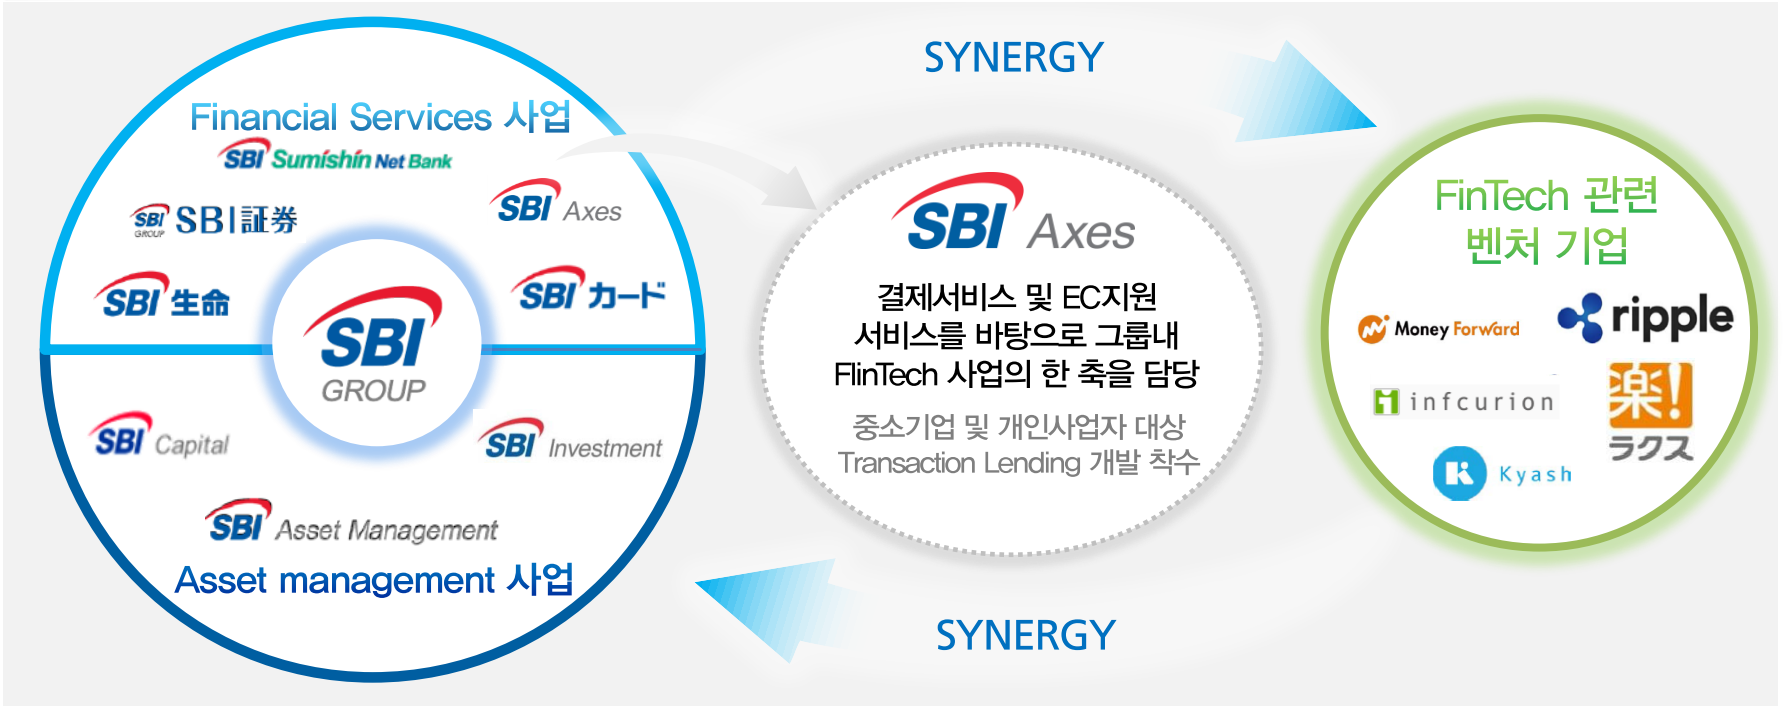 SYNERGY
Financial Services 사업
SBI Sumishin Net Bank
SBI GROUP SBI証券
SBI Axes
SBI 生命
SBI カード
SBI
GROUP
SBI Capital
SBI Investment
SBI Asset Management
Asset management 사업
SBI Axes
결제서비스 및 EC지원
서비스를 바탕으로 그룹내
FlinTech 사업의 한 축을 담당
중소기업 및 개인사업자 대상
Transaction Lending 개발 착수
FinTech 관련
벤처 기업
Money Forward
ripple
infcurion
楽!
ラクス
Kyash
SYNERGY